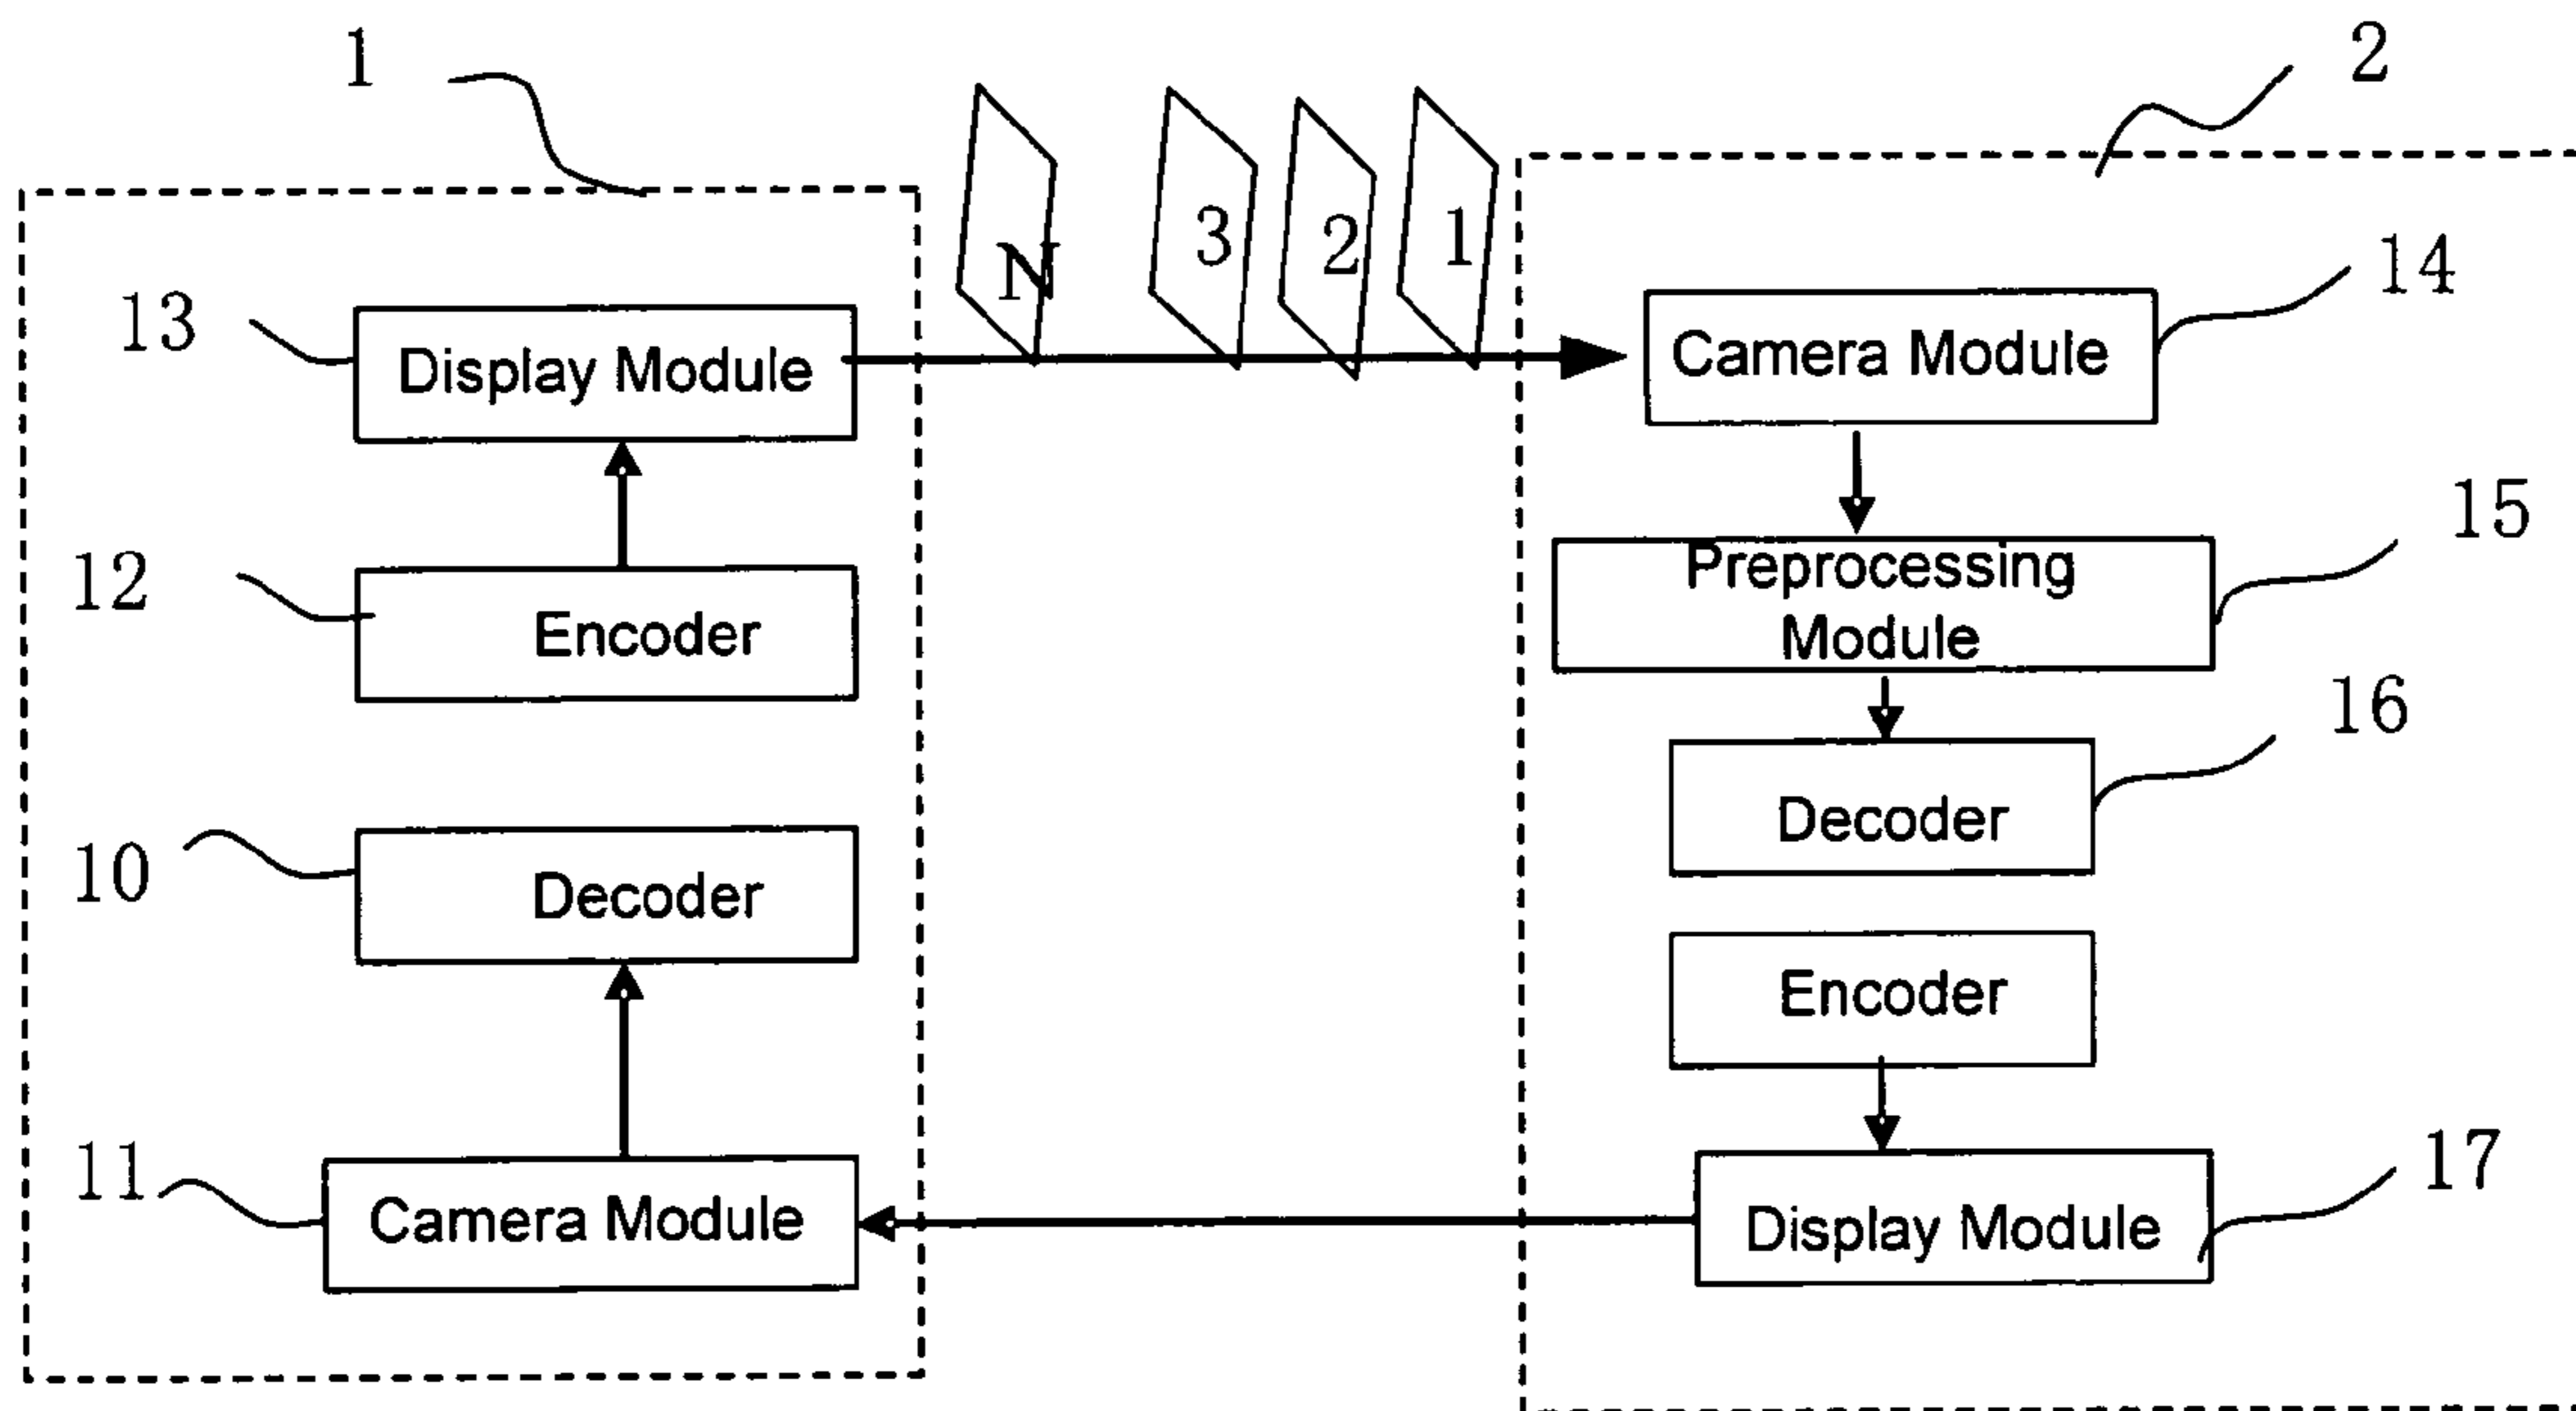 1
2
N
3
2
1
13
Display Module
14
Camera Module
12
Encoder
15
Preprocessing
Module
16
Decoder
10
Decoder
Encoder
11
Camera Module
17
Display Module